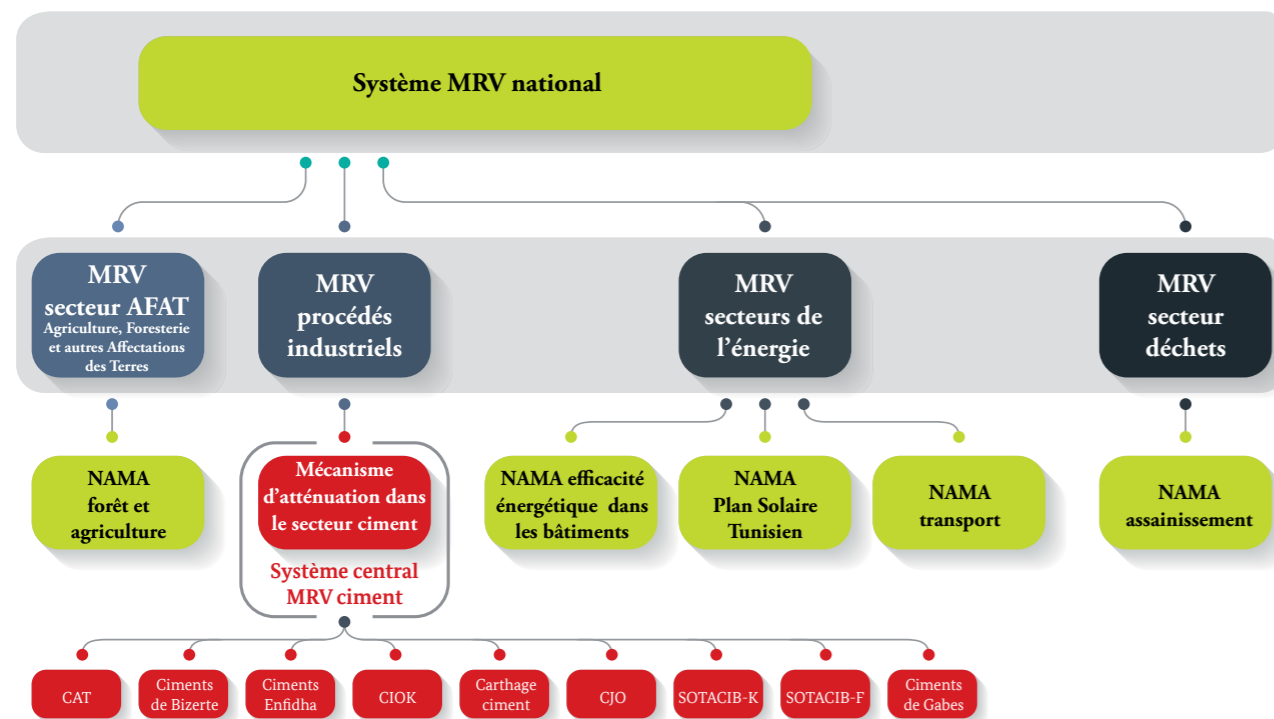 Système MRV national
MRV
secteur AFAT
Agriculture, Foresterie
et autres Affectations
des Terres
MRV
procédés
industriels
MRV
secteurs de
l'énergie
MRV
secteur
déchets
NAMA
forêt et
agriculture
Mécanisme
d'atténuation dans
le secteur ciment
Système central
MRV ciment
NAMA efficacité
énergétique dans
les bâtiments
NAMA
Plan Solaire
Tunisien
NAMA
transport
NAMA
assainissement
CAT
Ciments
de Bizerte
Ciments
Enfidha
CIOK
Carthage
ciment
CJO
SOTACIB-K
SOTACIB-F
Ciments
de Gabes